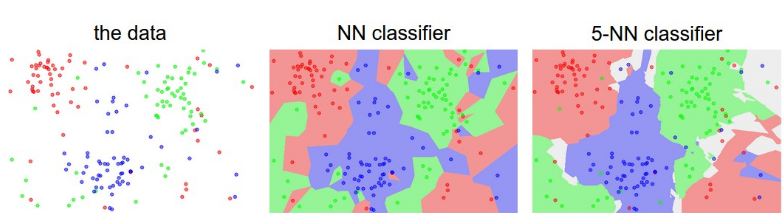 the data
NN classifier
5-NN classifier